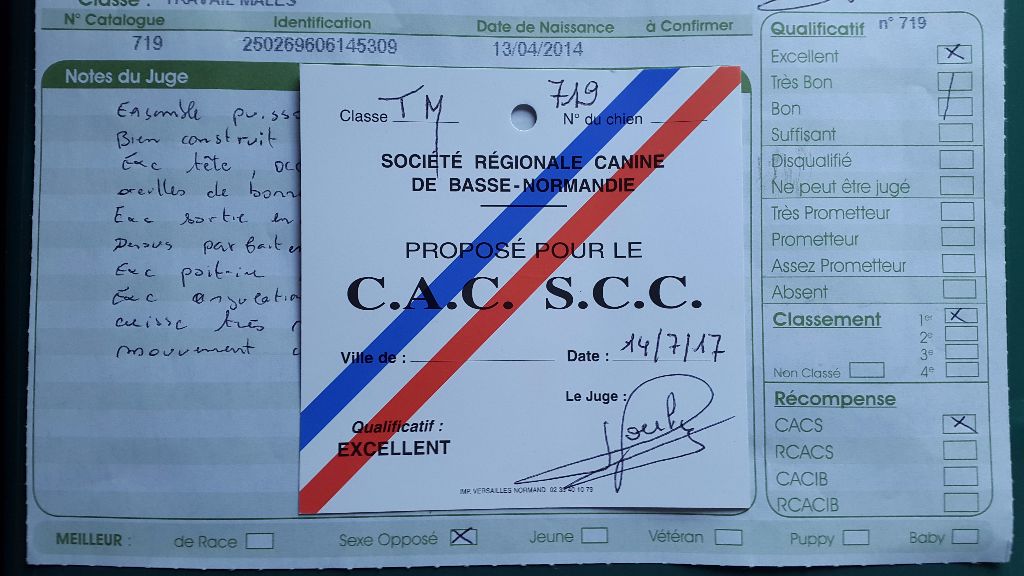 Classe : TRAVAIL MALES
N° Catalogue Identification Date de Naissance à Confirmer
719 250269606145309 13/04/2014
Notes du Juge
Ensemble
Bien construit
Exc tête,
oreilles de
Exc sortie en
Dessus
Exc poitrine
Exc
cuisse très
mouvement
Classe TM 719
N° du chien
SOCIÉTÉ RÉGIONALE CANINE
DE BASSE-NORMANDIE
PROPOSÉ POUR LE
C.A.C. S.C.C.
Ville de : Date : 14/7/17
Le Juge :
Qualificatif :
EXCELLENT
IMP. VERSAILLES NORMAND 02 33 40 10 79
Qualificatif n° 719
Excellent X
Très Bon
Bon
Suffisant
Disqualifié
Ne peut être jugé
Très Prometteur
Prometteur
Assez Prometteur
Absent
Classement 1er X
2e
3e
Non Classé 4e
Récompense
CACS X
RCACS
CACIB
RCACIB
MEILLEUR : de Race Sexe Opposé X Jeune Vétéran Puppy Baby